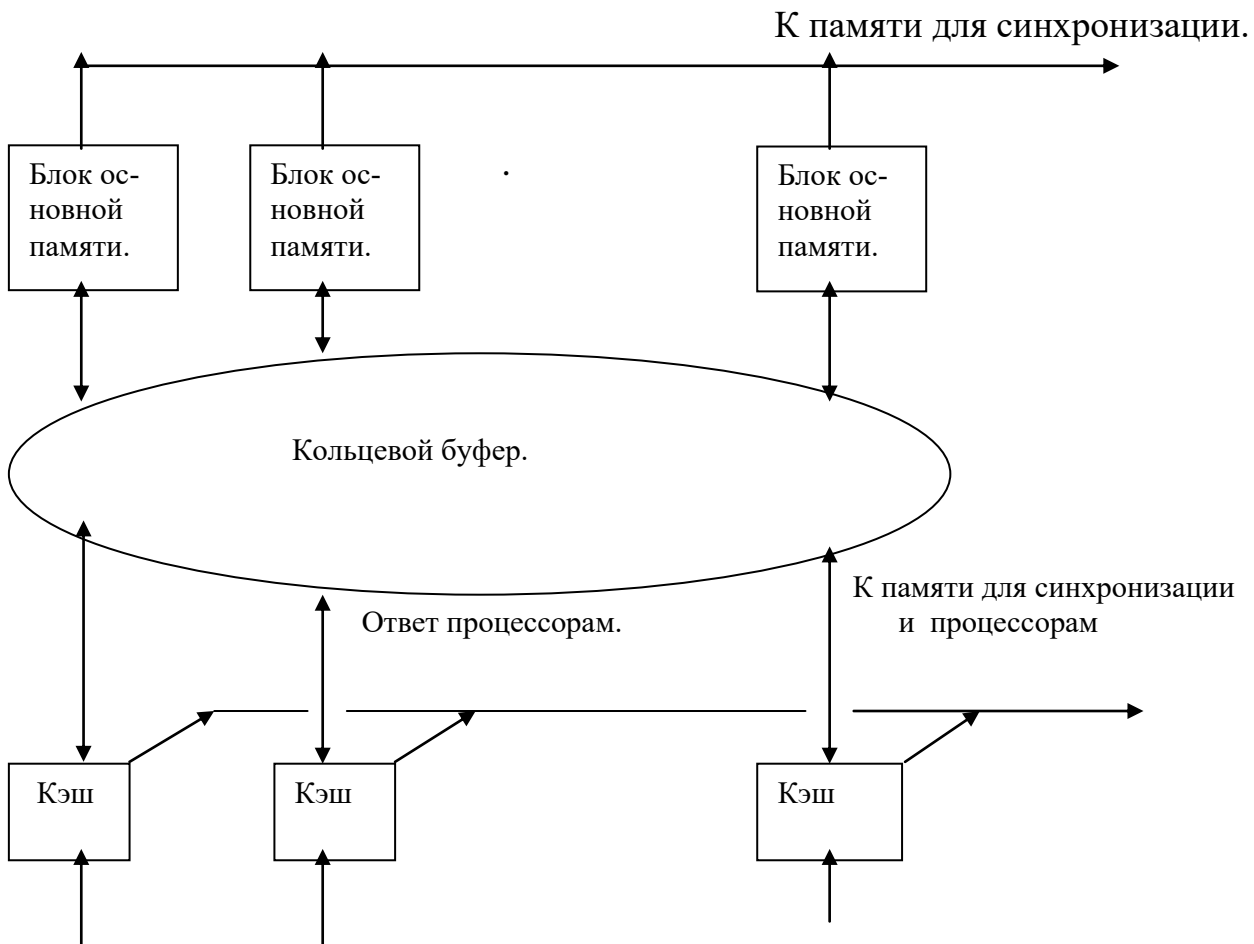 К памяти для синхронизации.
Блок ос-
новной
памяти.
Блок ос-
новной
памяти.
.
Блок ос-
новной
памяти.
Кольцевой буфер.
К памяти для синхронизации
и процессорам
Ответ процессорам.
Кэш
Кэш
Кэш